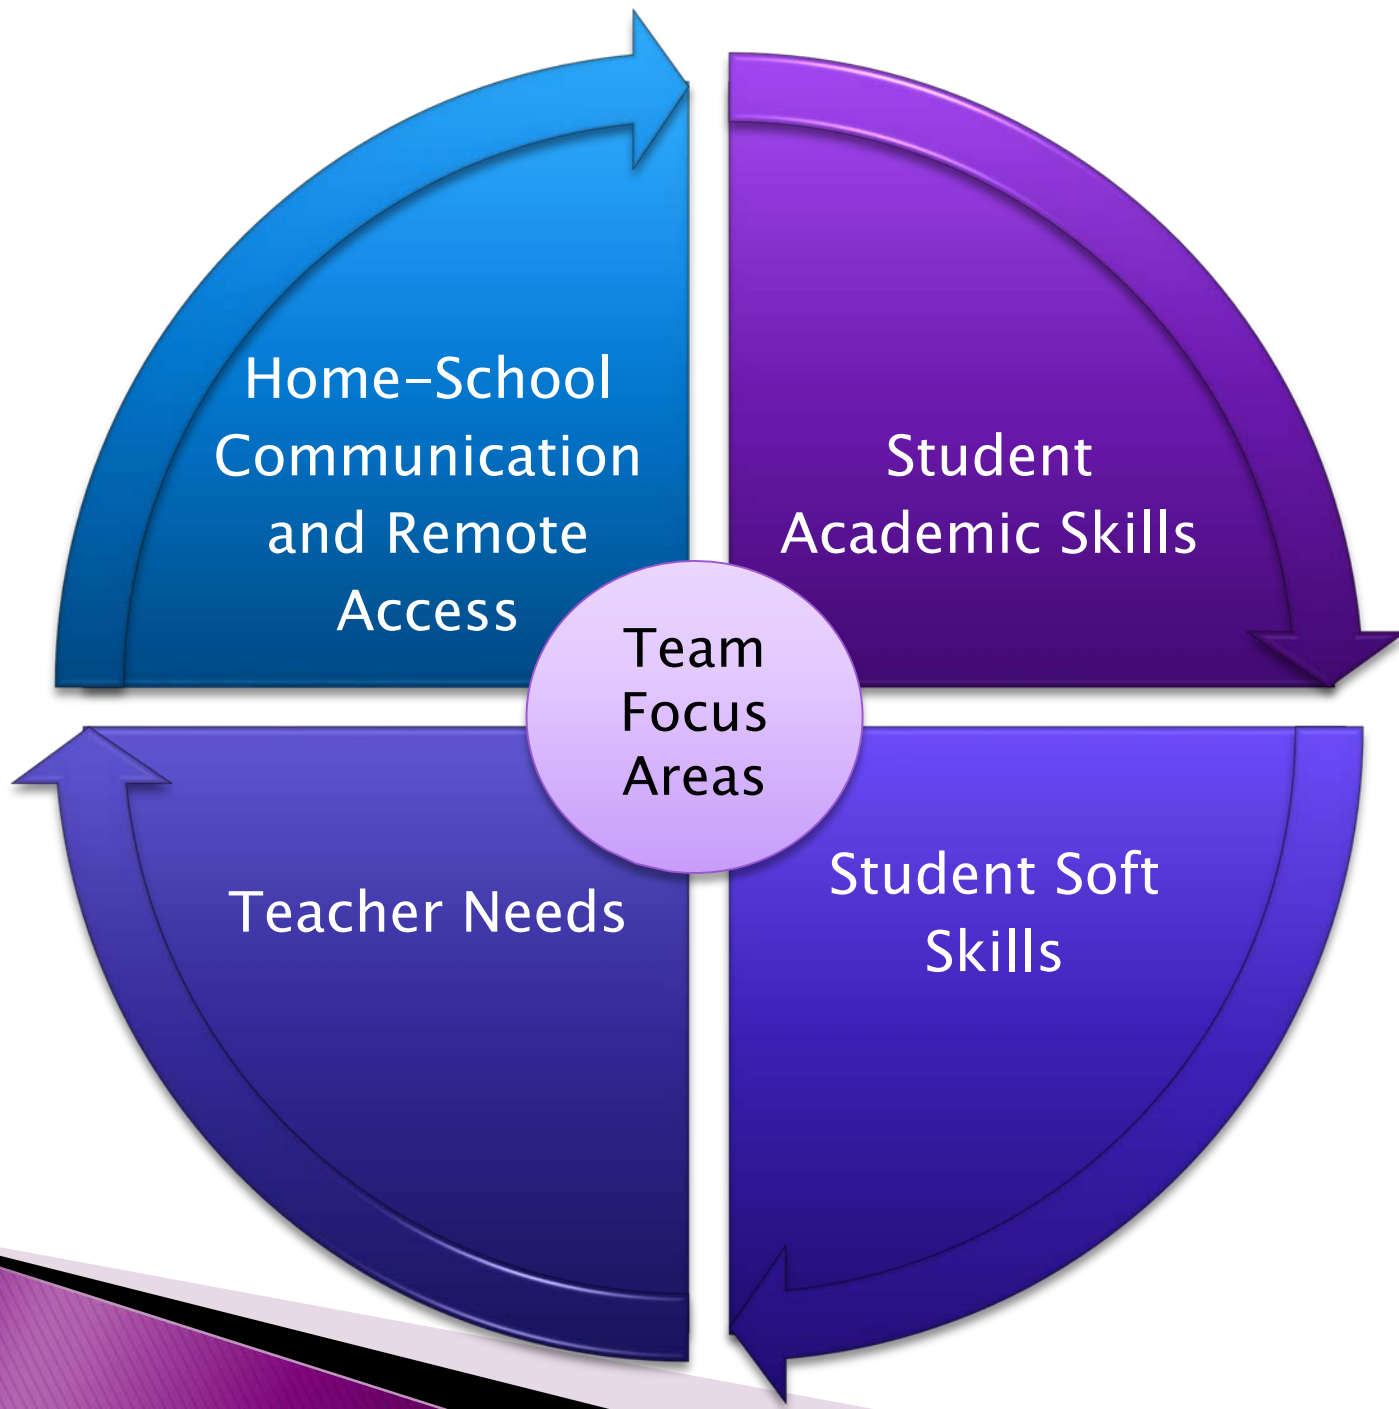 Home–School
Communication
and Remote
Access
Student
Academic Skills
Team
Focus
Areas
Teacher Needs
Student Soft
Skills